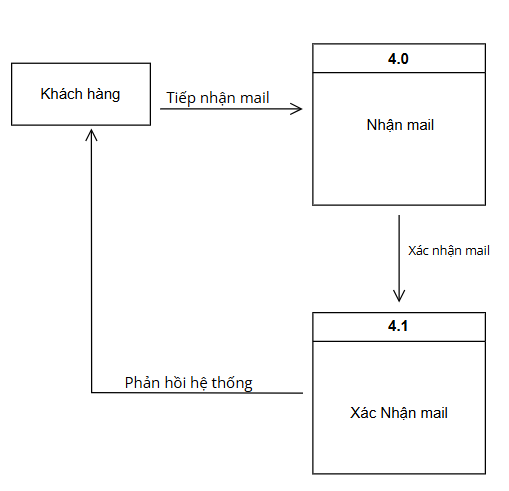 4.0
Khách hàng
Tiếp nhận mail
Nhận mail
Xác nhận mail
4.1
Phản hồi hệ thống
Xác Nhận mail